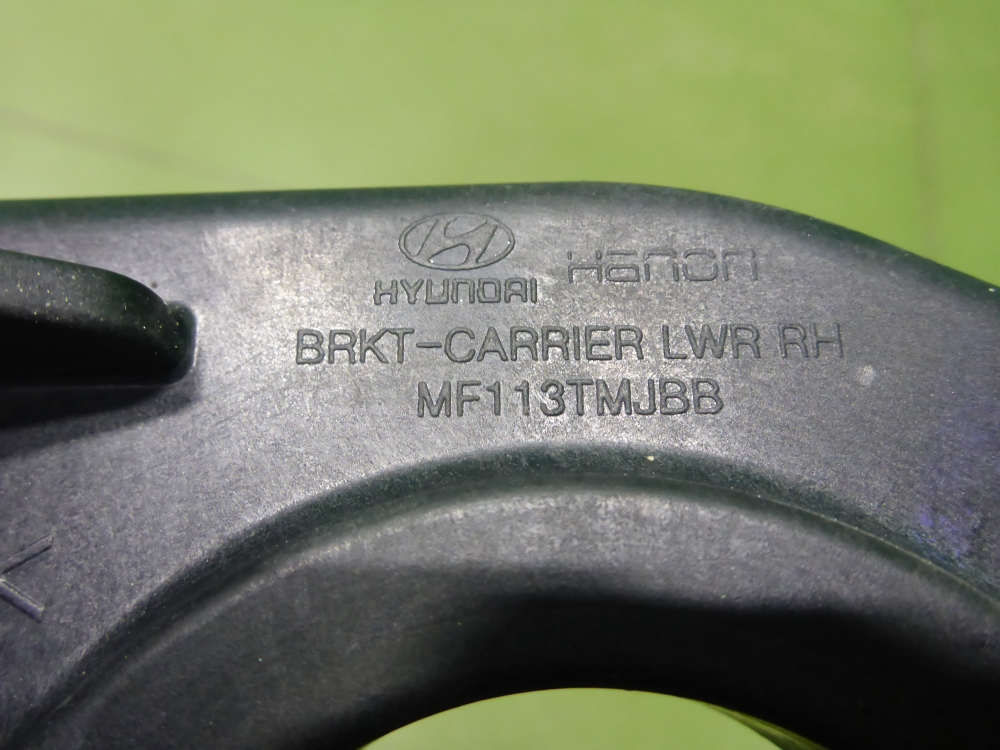 HYUNDAI HANON
BRKT-CARRIER LWR RH
MF113TMJBB